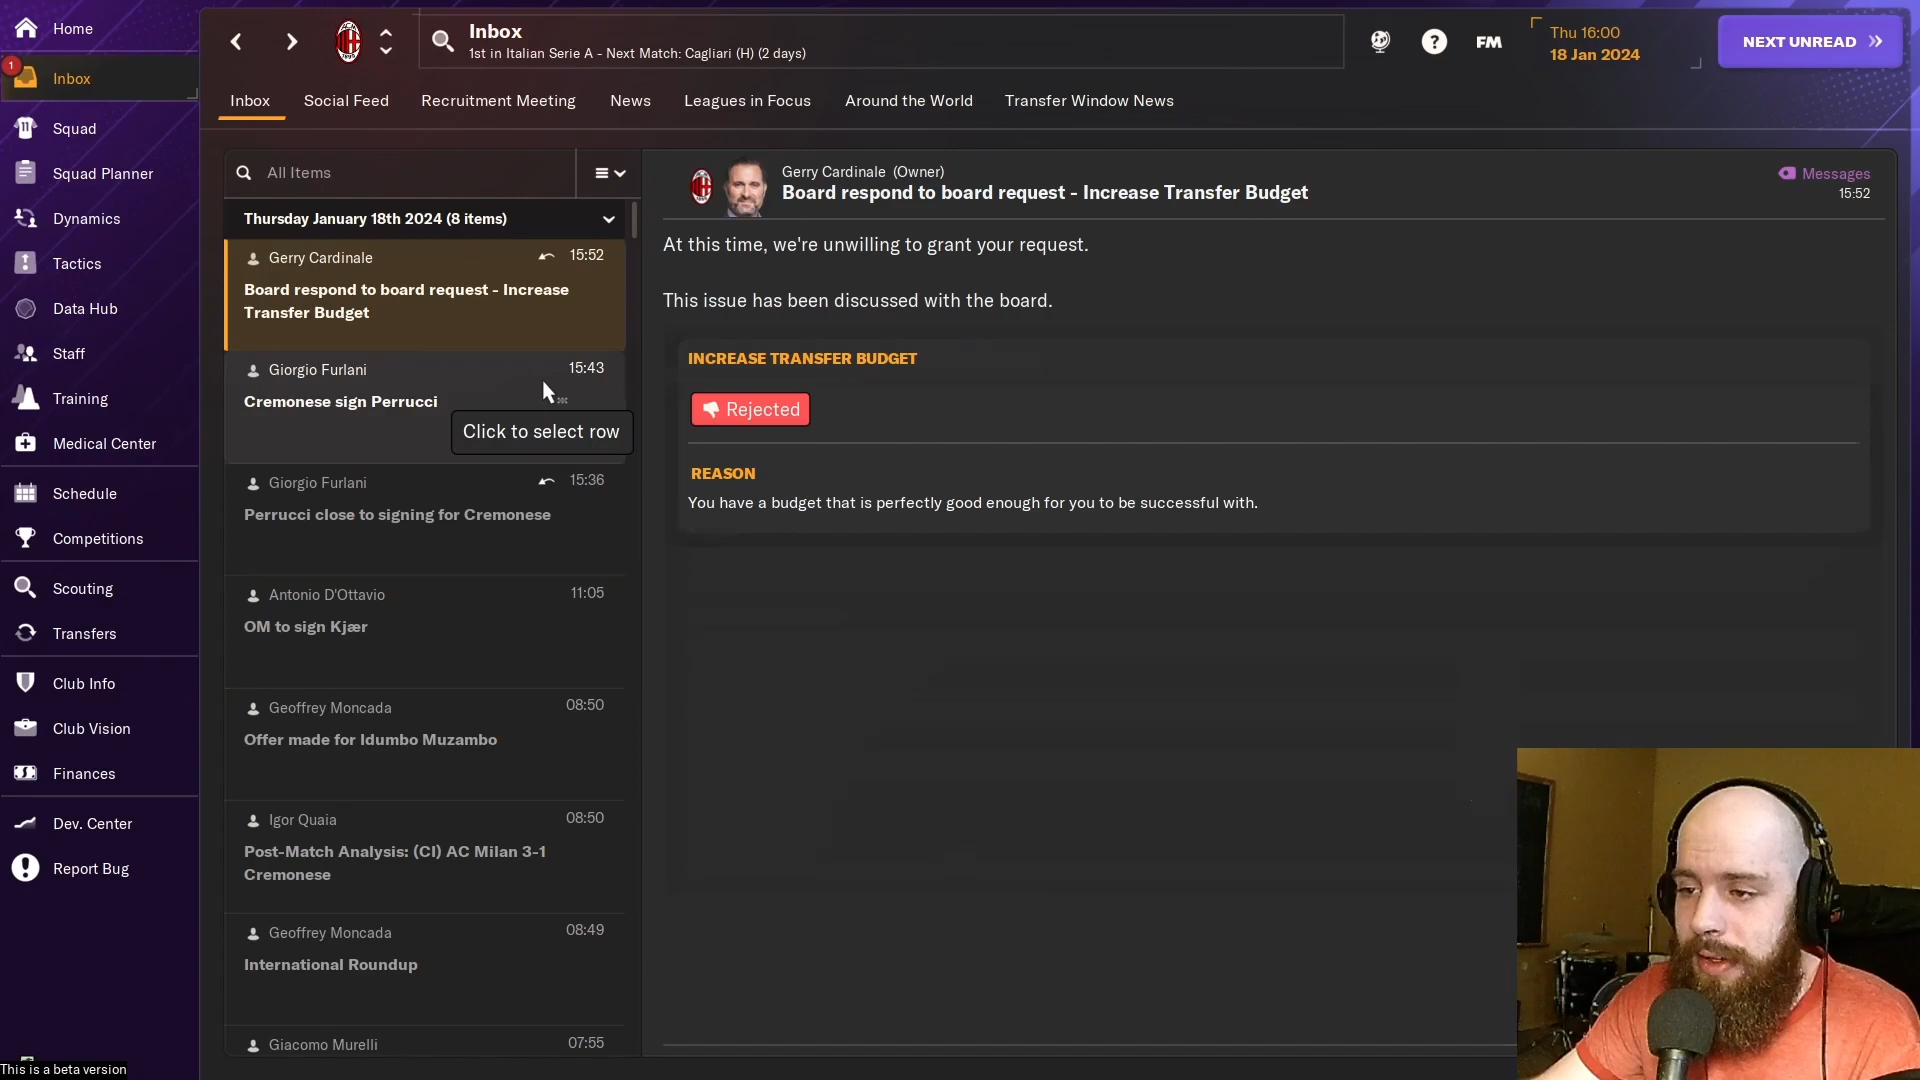 Home
1
Inbox
Squad
Squad Planner
Dynamics
Tactics
Data Hub
Staff
Training
Medical Center
Schedule
Competitions
Scouting
Transfers
Club Info
Club Vision
Finances
Dev. Center
Report Bug
This is a beta version
Inbox
1st in Italian Serie A - Next Match: Cagliari (H) (2 days)
FM
Thu 16:00
18 Jan 2024
NEXT UNREAD
Inbox Social Feed Recruitment Meeting News Leagues in Focus Around the World Transfer Window News
All Items
Thursday January 18th 2024 (8 items)
Gerry Cardinale 15:52
Board respond to board request - Increase
Transfer Budget
Giorgio Furlani 15:43
Cremonese sign Perrucci
Click to select row
Giorgio Furlani 15:36
Perrucci close to signing for Cremonese
Antonio D'Ottavio 11:05
OM to sign Kjær
Geoffrey Moncada 08:50
Offer made for Idumbo Muzambo
Igor Quaia 08:50
Post-Match Analysis: (CI) AC Milan 3-1
Cremonese
Geoffrey Moncada 08:49
International Roundup
Giacomo Murelli 07:55
Gerry Cardinale (Owner)
Board respond to board request - Increase Transfer Budget
Messages
15:52
At this time, we're unwilling to grant your request.
This issue has been discussed with the board.
INCREASE TRANSFER BUDGET
Rejected
REASON
You have a budget that is perfectly good enough for you to be successful with.